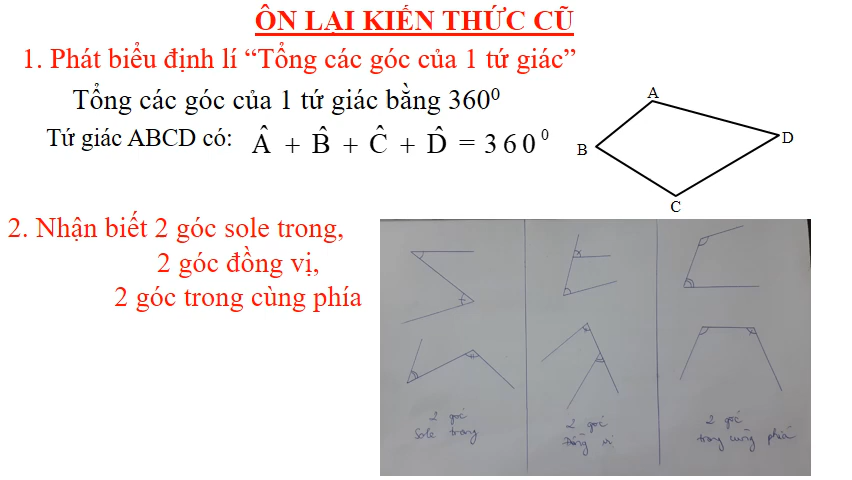 ÔN LẠI KIẾN THỨC CŨ
1. Phát biểu định lí “Tổng các góc của 1 tứ giác”
Tổng các góc của 1 tứ giác bằng 360⁰
Tứ giác ABCD có: Â + B̂ + Ĉ + D̂ = 360⁰
A
B
D
C
2. Nhận biết 2 góc sole trong,
2 góc đồng vị,
2 góc trong cùng phía
2 góc
Sole trong
2 góc
Đồng vị
2 góc
trong cùng phía